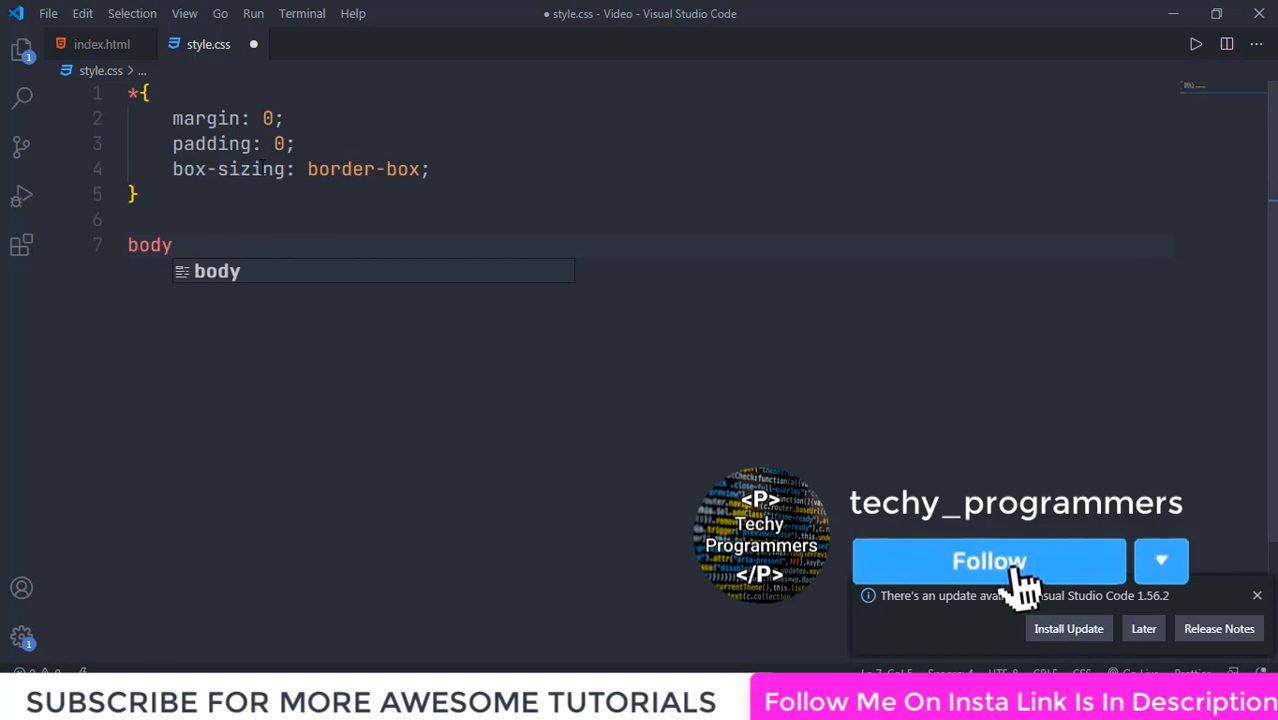 File Edit Selection View Go Run Terminal Help
● style.css - Video - Visual Studio Code
1
index.html
style.css ●
style.css > ...
1 *{
2 margin: 0;
3 padding: 0;
4 box-sizing: border-box;
5 }
6
7 body
body
<P>
Techy
Programmers
</P>
techy_programmers
Follow
There's an update Visual Studio Code 1.56.2
Install Update Later Release Notes
1
SUBSCRIBE FOR MORE AWESOME TUTORIALS
Follow Me On Insta Link Is In Description